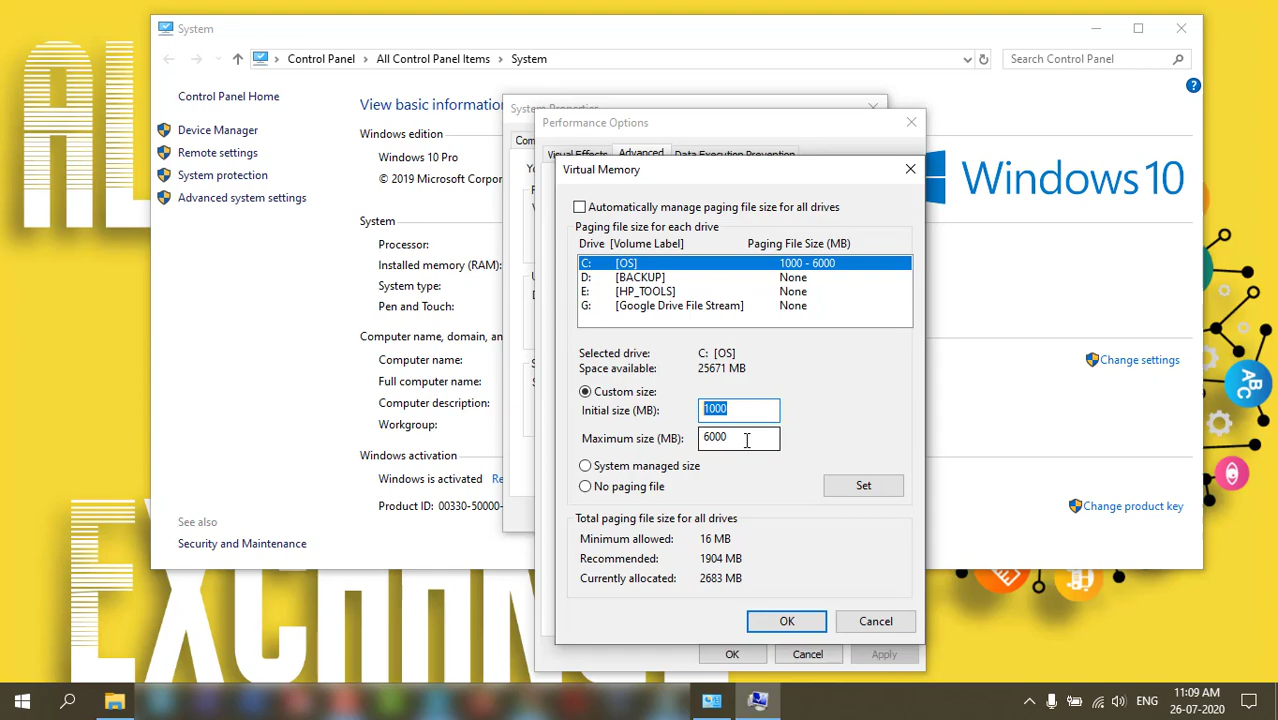 System
Control Panel
All Control Panel Items
System
Search Control Panel
Control Panel Home
Device Manager
Remote settings
System protection
Advanced system settings
See also
Security and Maintenance
View basic information
Windows edition
Windows 10 Pro
© 2019 Microsoft Corpor
System
Processor:
Installed memory (RAM):
System type:
Pen and Touch:
Computer name, domain, an
Computer name:
Full computer name:
Computer description:
Workgroup:
Windows activation
Windows is activated Re
Product ID: 00330-50000-
Windows 10
Change settings
Change product key
System Properties
Com
Performance Options
Visual Effects
Advanced
Data Execution Prevention
Virtual Memory
Automatically manage paging file size for all drives
Paging file size for each drive
Drive [Volume Label] Paging File Size (MB)
C: [OS] 1000 - 6000
D: [BACKUP] None
E: [HP_TOOLS] None
G: [Google Drive File Stream] None
Selected drive: C: [OS]
Space available: 25671 MB
Custom size:
Initial size (MB): 1000
Maximum size (MB): 6000
System managed size
No paging file
Set
Total paging file size for all drives
Minimum allowed: 16 MB
Recommended: 1904 MB
Currently allocated: 2683 MB
OK Cancel
OK Cancel Apply
ENG
11:09 AM
26-07-2020
ABC